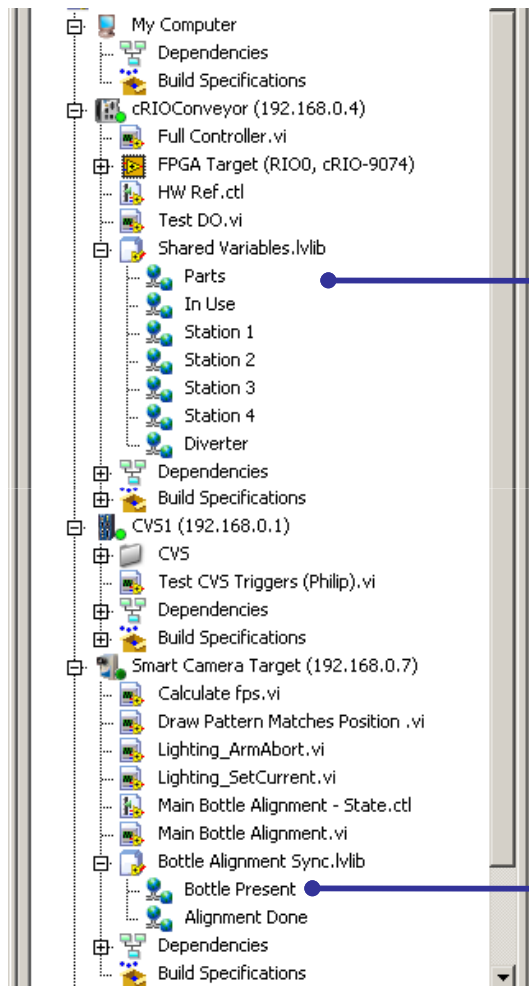 My Computer
Dependencies
Build Specifications
cRIOConveyor (192.168.0.4)
Full Controller.vi
FPGA Target (RIO0, cRIO-9074)
HW Ref.ctl
Test DO.vi
Shared Variables.lvlib
Parts
In Use
Station 1
Station 2
Station 3
Station 4
Diverter
Dependencies
Build Specifications
CVS1 (192.168.0.1)
CVS
Test CVS Triggers (Philip).vi
Dependencies
Build Specifications
Smart Camera Target (192.168.0.7)
Calculate fps.vi
Draw Pattern Matches Position .vi
Lighting_ArmAbort.vi
Lighting_SetCurrent.vi
Main Bottle Alignment - State.ctl
Main Bottle Alignment.vi
Bottle Alignment Sync.lvlib
Bottle Present
Alignment Done
Dependencies
Build Specifications